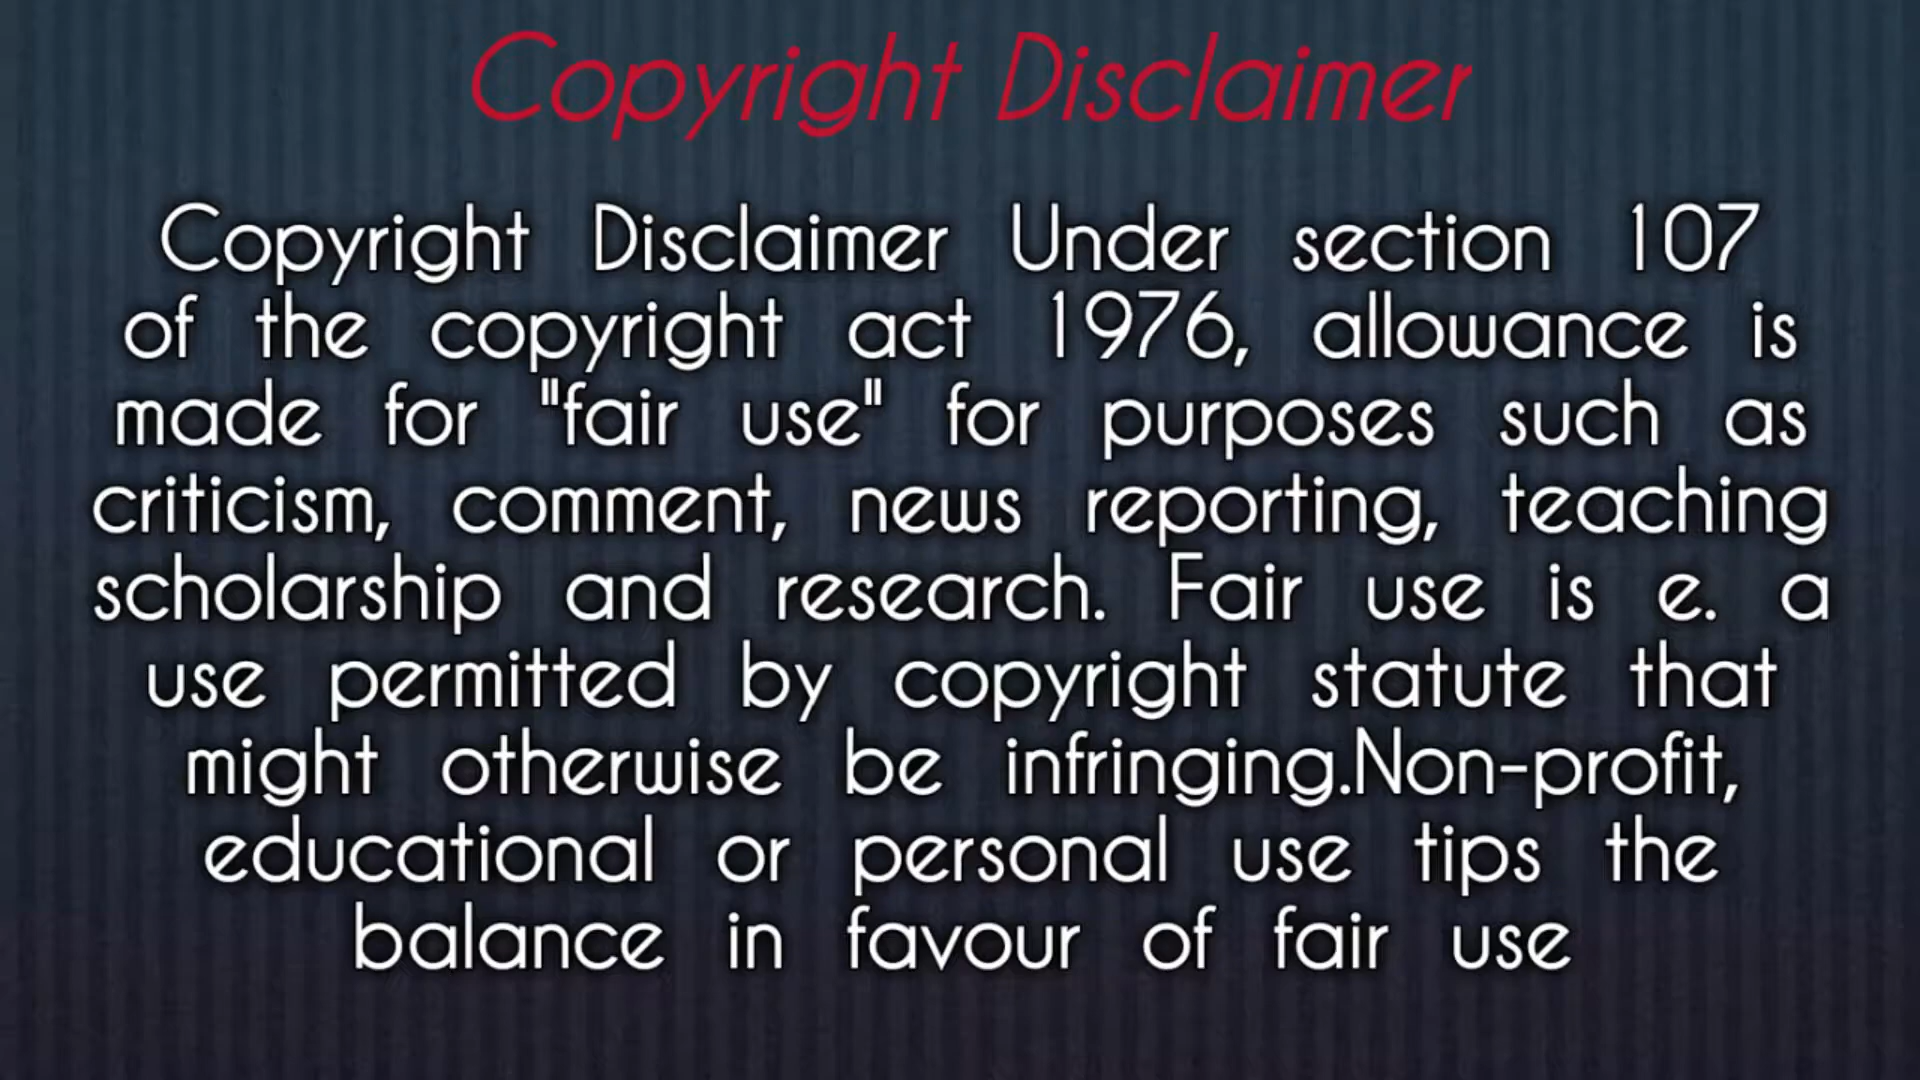 Copyright Disclaimer
Copyright Disclaimer Under section 107
of the copyright act 1976, allowance is
made for "fair use" for purposes such as
criticism, comment, news reporting, teaching
scholarship and research. Fair use is e. a
use permitted by copyright statute that
might otherwise be infringing.Non-profit,
educational or personal use tips the
balance in favour of fair use